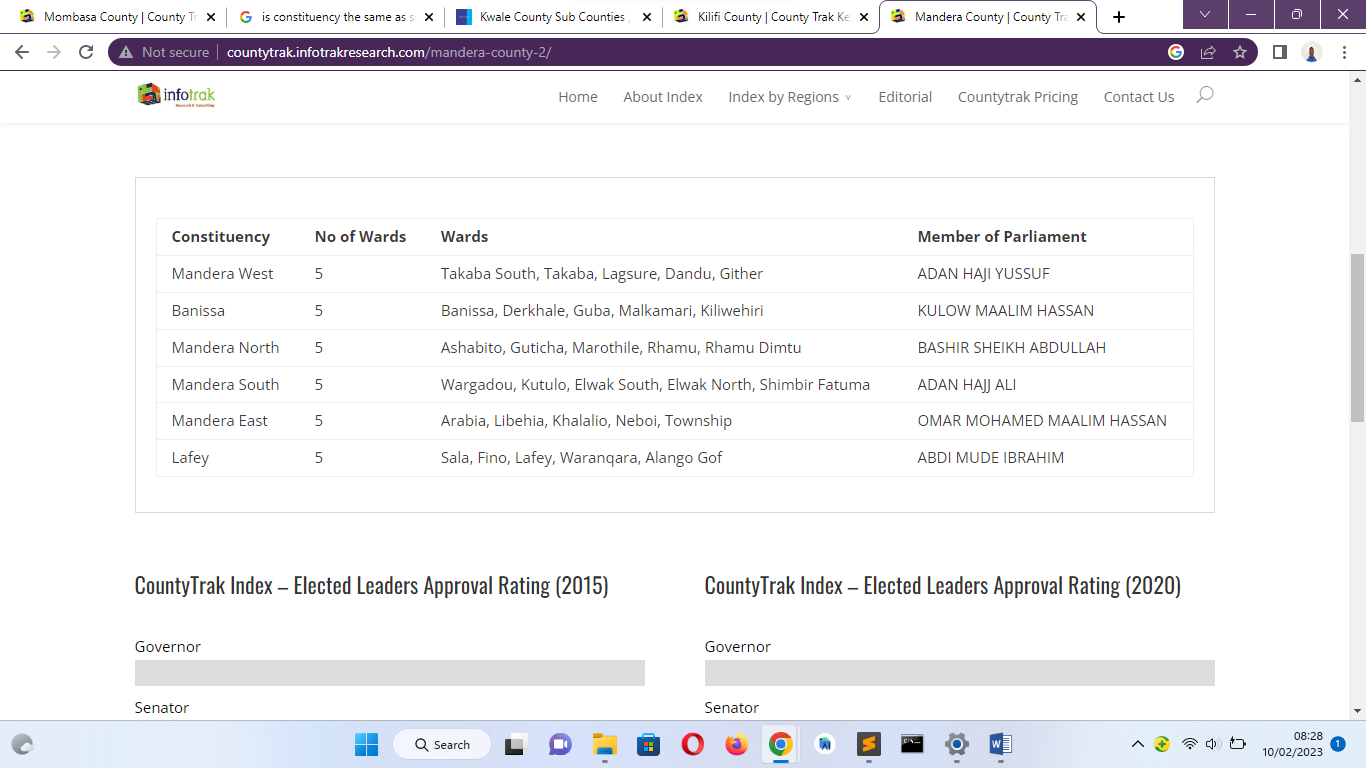 Mombasa County | County Tr
is constituency the same as s
Kwale County Sub Counties
Kilifi County | County Trak Ke
Mandera County | County Tra
Not secure
countytrak.infotrakresearch.com/mandera-county-2/
infotrak
Research & Consulting
Home
About Index
Index by Regions
Editorial
Countytrak Pricing
Contact Us
Constituency No of Wards Wards Member of Parliament
Mandera West 5 Takaba South, Takaba, Lagsure, Dandu, Gither ADAN HAJI YUSSUF
Banissa 5 Banissa, Derkhale, Guba, Malkamari, Kiliwehiri KULOW MAALIM HASSAN
Mandera North 5 Ashabito, Guticha, Marothile, Rhamu, Rhamu Dimtu BASHIR SHEIKH ABDULLAH
Mandera South 5 Wargadou, Kutulo, Elwak South, Elwak North, Shimbir Fatuma ADAN HAJJ ALI
Mandera East 5 Arabia, Libehia, Khalalio, Neboi, Township OMAR MOHAMED MAALIM HASSAN
Lafey 5 Sala, Fino, Lafey, Waranqara, Alango Gof ABDI MUDE IBRAHIM
CountyTrak Index – Elected Leaders Approval Rating (2015)
Governor
Senator
CountyTrak Index – Elected Leaders Approval Rating (2020)
Governor
Senator
Search
08:28
10/02/2023
1